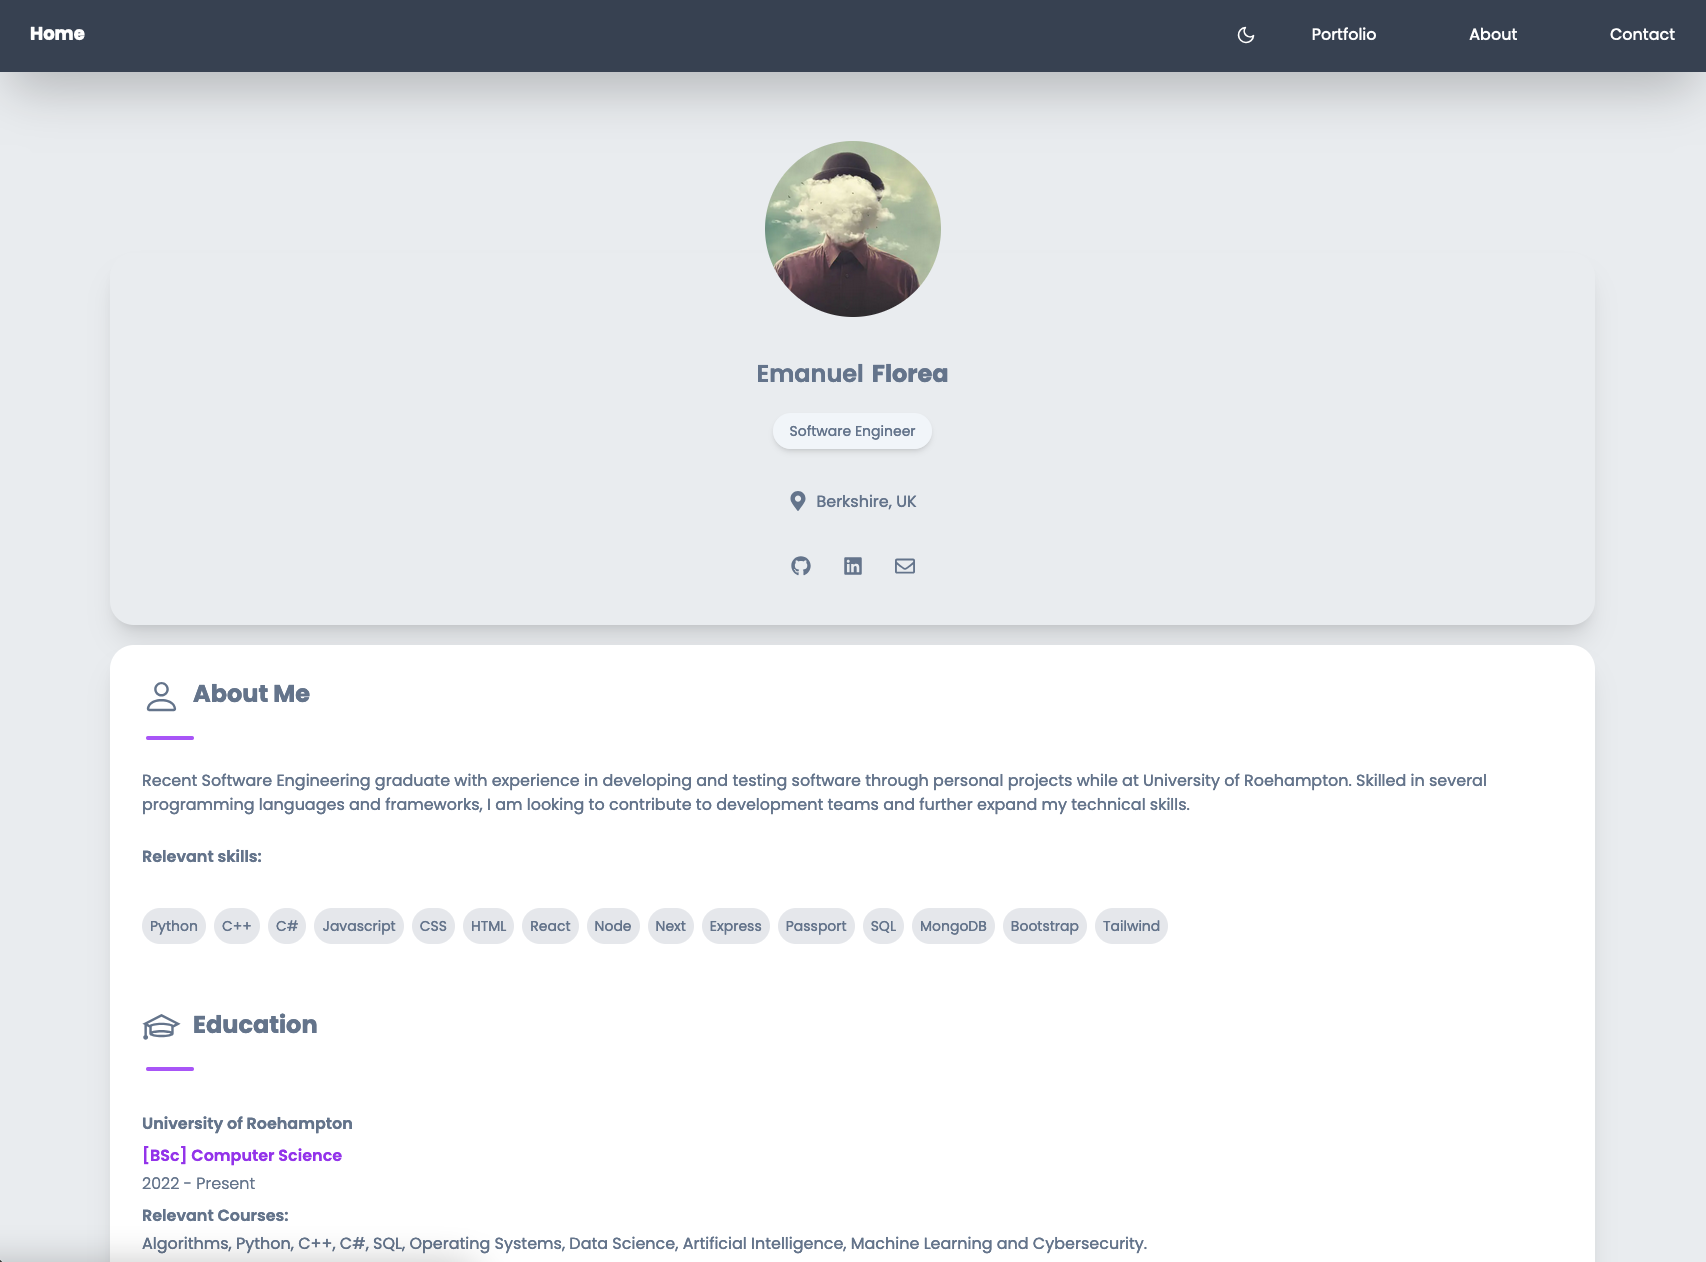 Home
Portfolio
About
Contact
Emanuel Florea
Software Engineer
Berkshire, UK
About Me
Recent Software Engineering graduate with experience in developing and testing software through personal projects while at University of Roehampton. Skilled in several
programming languages and frameworks, I am looking to contribute to development teams and further expand my technical skills.
Relevant skills:
Python C++ C# Javascript CSS HTML React Node Next Express Passport SQL MongoDB Bootstrap Tailwind
Education
University of Roehampton
[BSc] Computer Science
2022 - Present
Relevant Courses:
Algorithms, Python, C++, C#, SQL, Operating Systems, Data Science, Artificial Intelligence, Machine Learning and Cybersecurity.